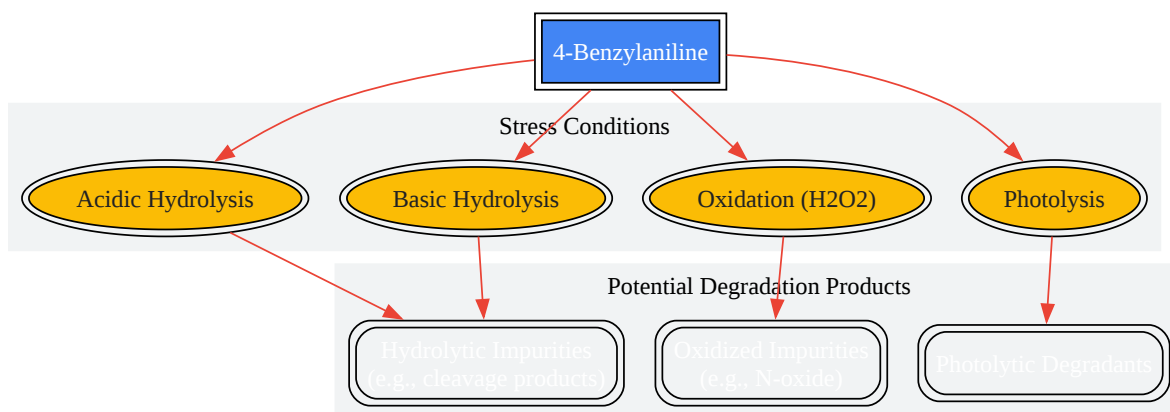 4-Benzylaniline
Stress Conditions
Acidic Hydrolysis
Basic Hydrolysis
Oxidation (H2O2)
Photolysis
Potential Degradation Products
Hydrolytic Impurities
(e.g., cleavage products)
Oxidized Impurities
(e.g., N-oxide)
Photolytic Degradants